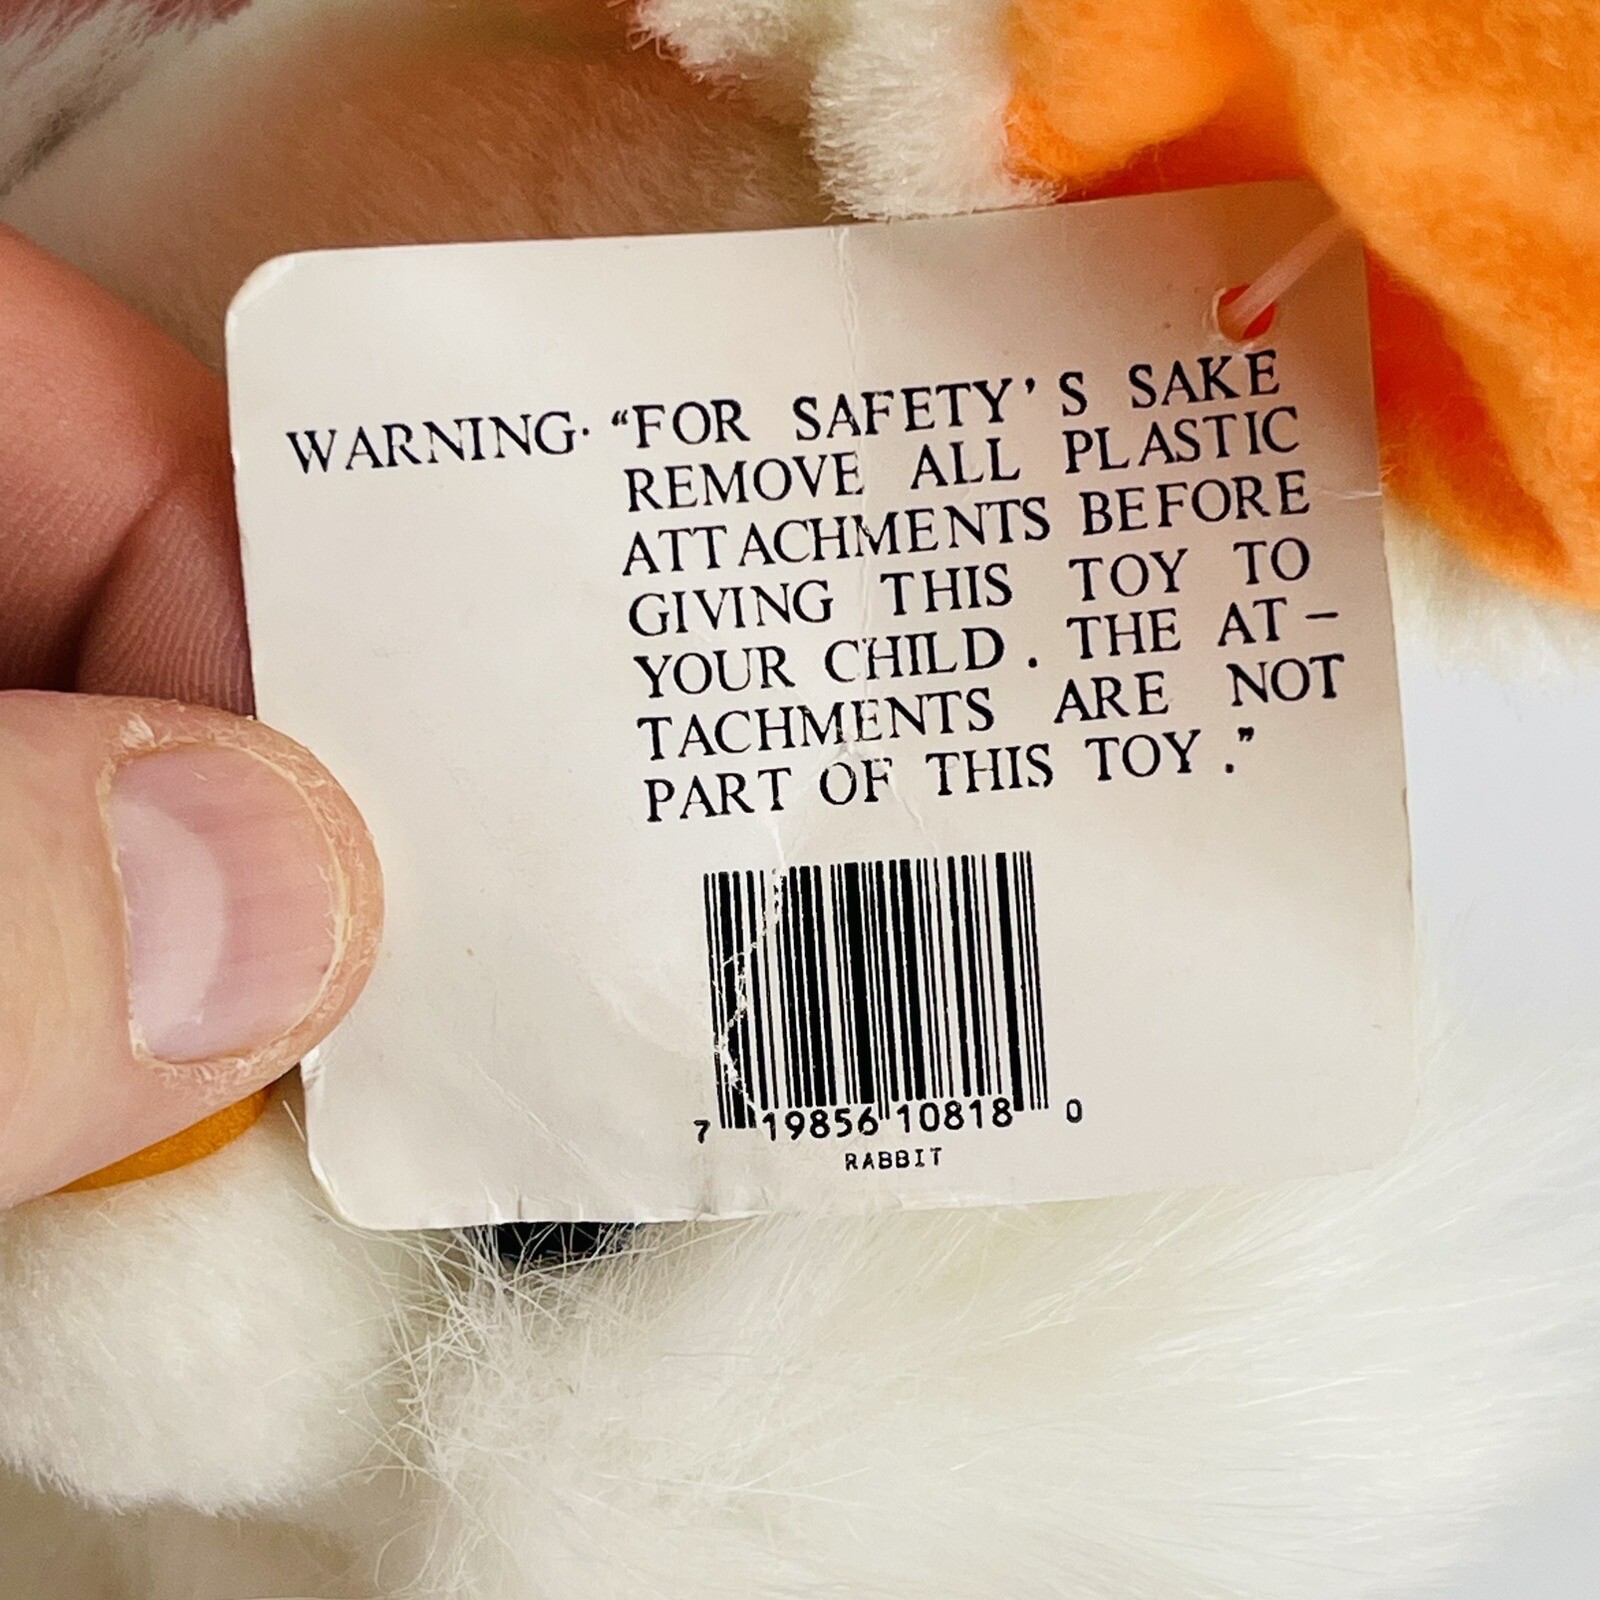 WARNING· “FOR SAFETY’S SAKE
REMOVE ALL PLASTIC
ATTACHMENTS BEFORE
GIVING THIS TOY TO
YOUR CHILD. THE AT-
TACHMENTS ARE NOT
PART OF THIS TOY.”
7 19856 10818 0
RABBIT